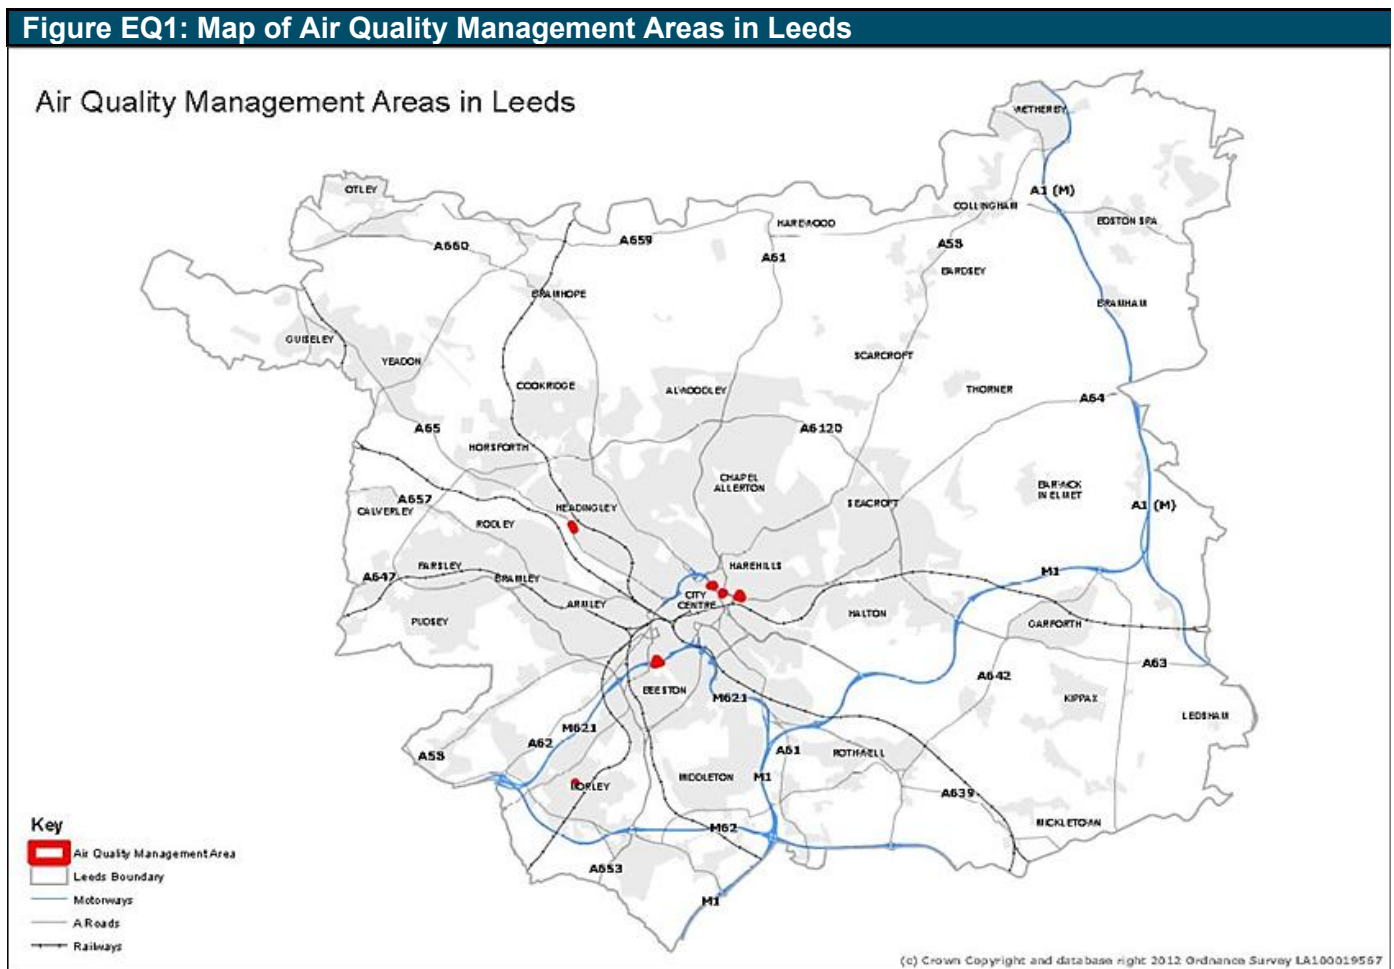 Figure EQ1: Map of Air Quality Management Areas in Leeds
Air Quality Management Areas in Leeds
WETHERBY
OTLEY
A1 (M)
COLLINGHAM
HAREWOOD
BOSTON SPA
A660
A659
A58
A61
BARDSEY
BRAMHOPE
BRAMHAM
GUISELEY
YEADON
SCARCROFT
COOKRIDGE
ALWOODLEY
THORNER
A64
A65
A6120
HORSFORTH
CHAPEL
ALLERTON
BARWICK
IN ELMET
A657
CALVERLEY
SEACROFT
A1 (M)
HEADINGLEY
RODLEY
FARSLEY
HAREHILLS
M1
A647
BRAMLEY
CITY
CENTRE
ARMLEY
HALTON
PUDSEY
GARFORTH
A63
A642
BEESTON
M621
KIPPAX
LEDSHAM
M621
A62
A58
A61
ROTHWELL
MIDDLETON
M1
MORLEY
A639
M62
MICKLETOWN
A653
M1
Key
Air Quality Management Area
Leeds Boundary
Motorways
A Roads
Railways
(c) Crown Copyright and database right 2012 Ordnance Survey LA100019567